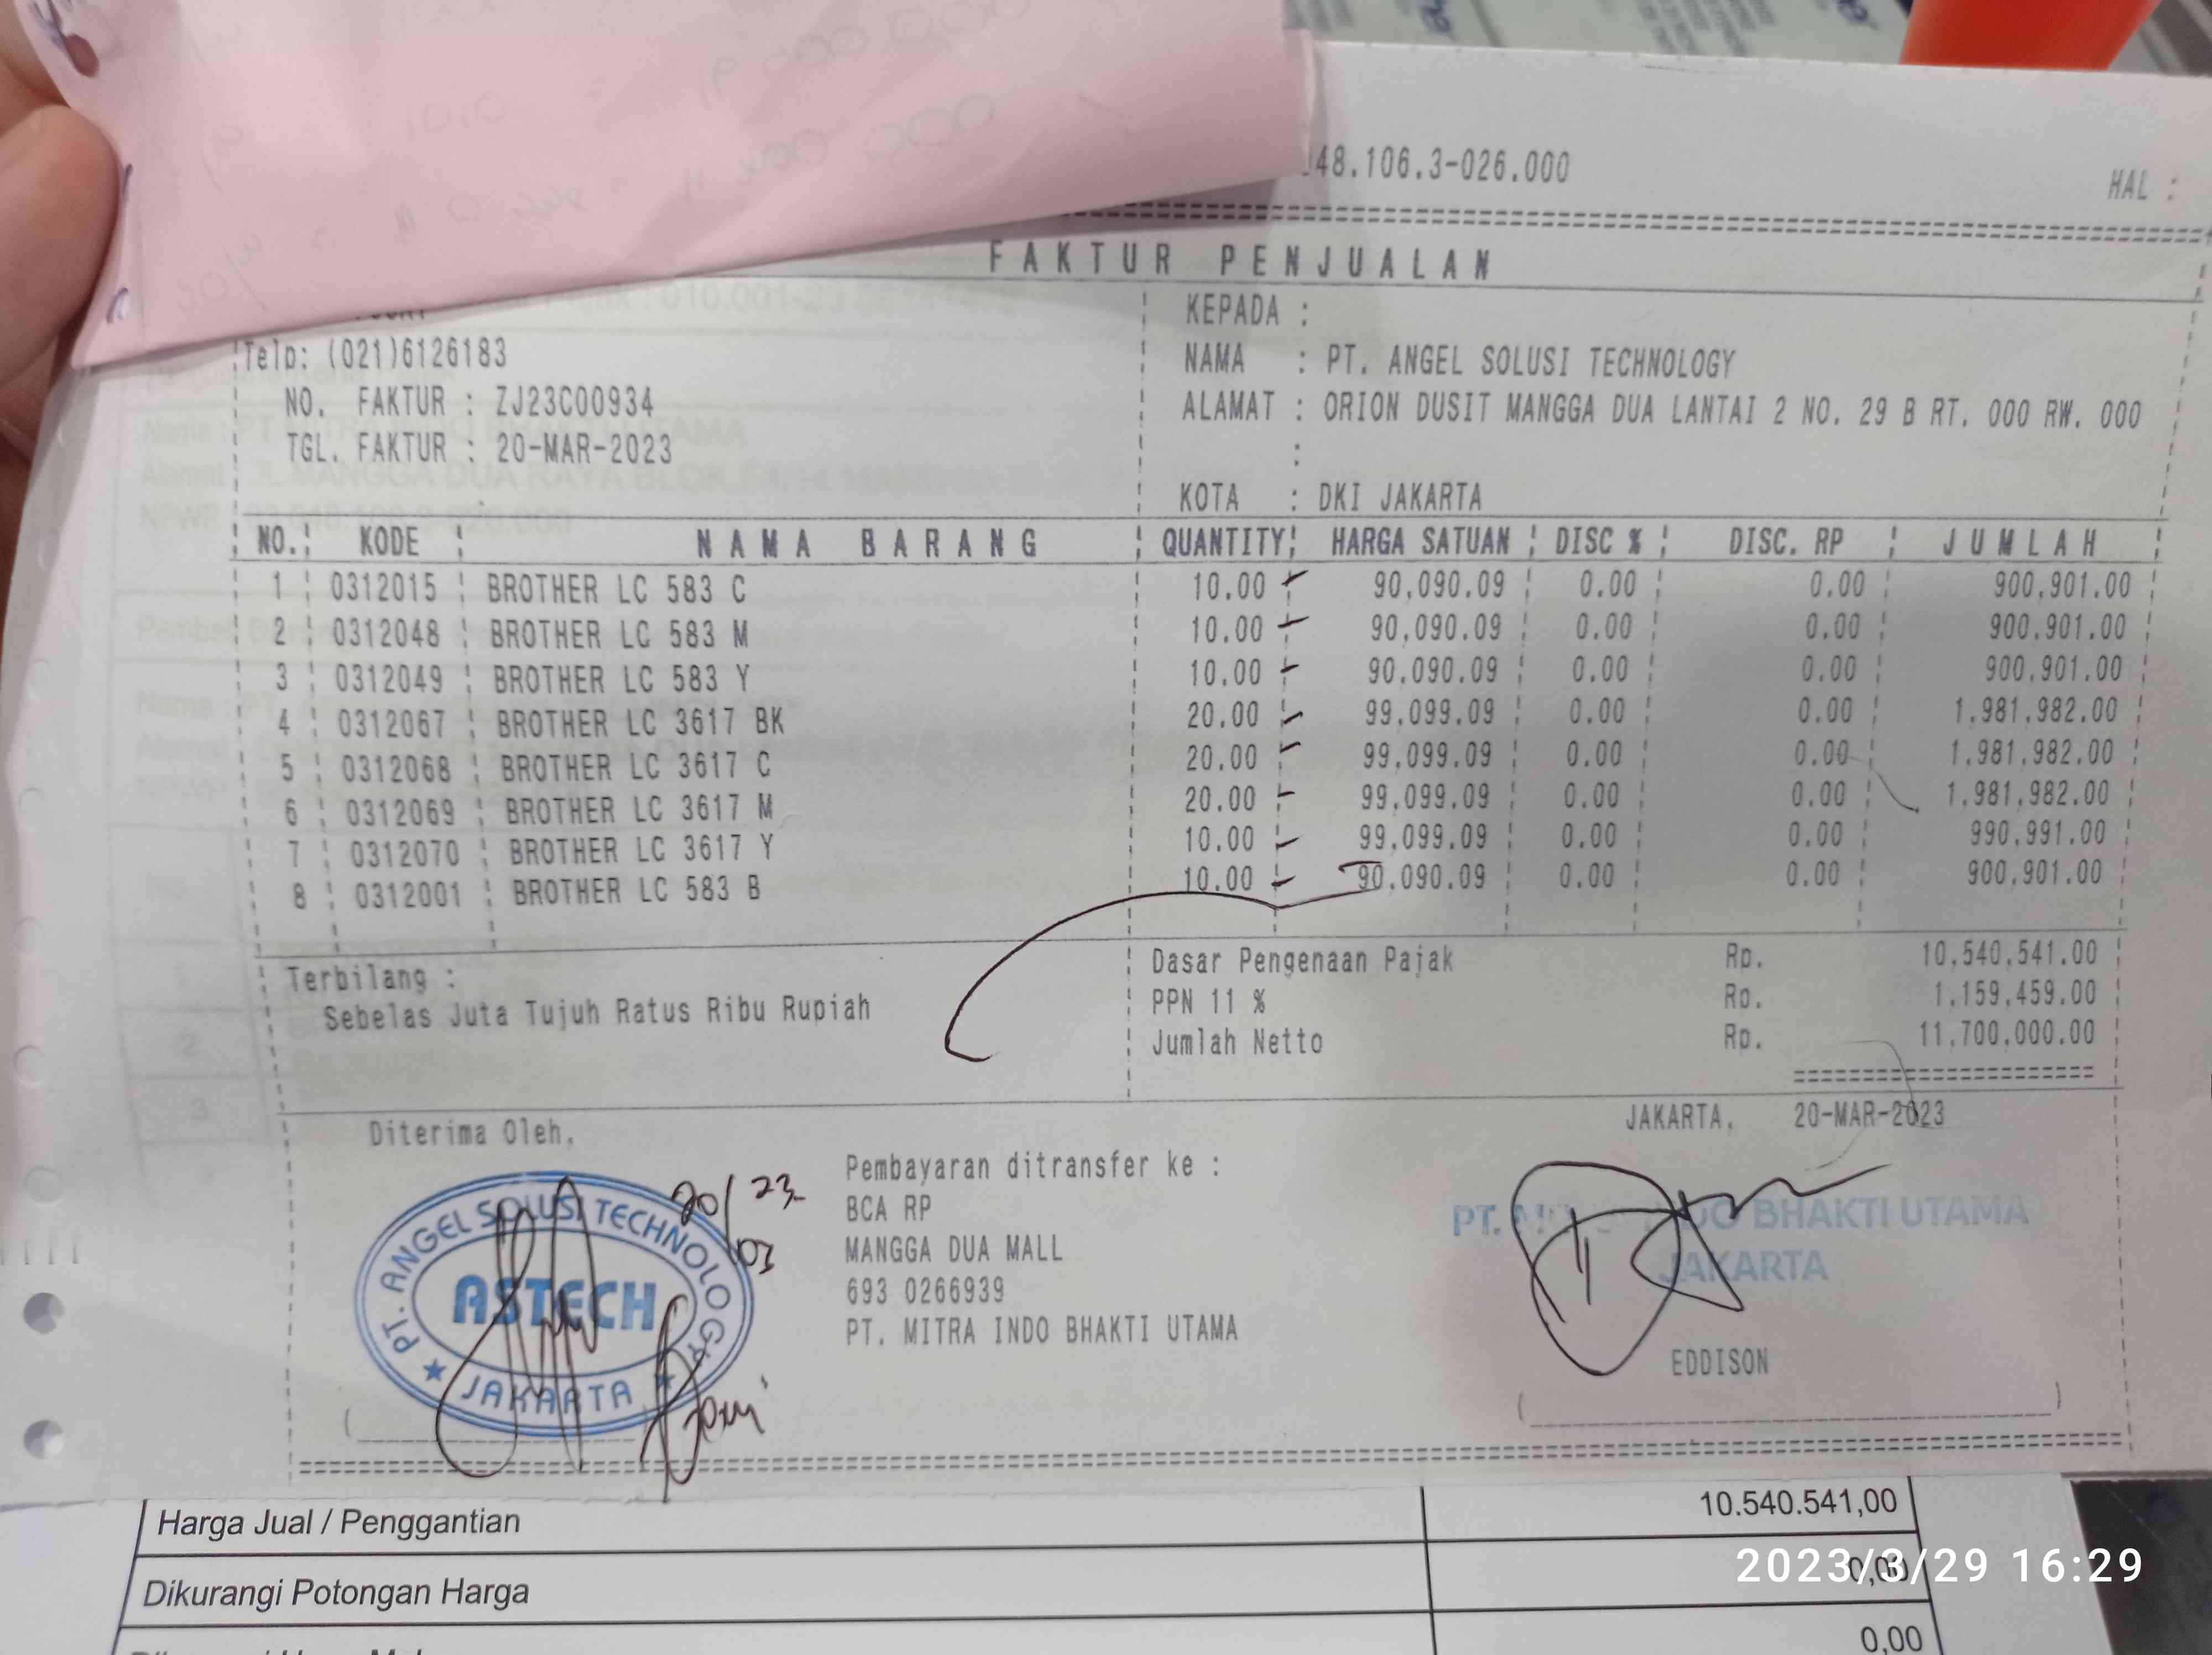 48.106.3-026.000
HAL :
FAKTUR PENJUALAN
Telp: (021)6126183
NO. FAKTUR : ZJ23C00934
TGL. FAKTUR : 20-MAR-2023
KEPADA :
NAMA : PT. ANGEL SOLUSI TECHNOLOGY
ALAMAT : ORION DUSIT MANGGA DUA LANTAI 2 NO. 29 B RT. 000 RW. 000
:
KOTA : DKI JAKARTA
NO. KODE NAMA BARANG QUANTITY HARGA SATUAN DISC % DISC. RP JUMLAH
1 0312015 BROTHER LC 583 C 10.00 90,090.09 0.00 0.00 900,901.00
2 0312048 BROTHER LC 583 M 10.00 90,090.09 0.00 0.00 900,901.00
3 0312049 BROTHER LC 583 Y 10.00 90,090.09 0.00 0.00 900,901.00
4 0312067 BROTHER LC 3617 BK 20.00 99,099.09 0.00 0.00 1,981,982.00
5 0312068 BROTHER LC 3617 C 20.00 99,099.09 0.00 0.00 1,981,982.00
6 0312069 BROTHER LC 3617 M 20.00 99,099.09 0.00 0.00 1,981,982.00
7 0312070 BROTHER LC 3617 Y 10.00 99,099.09 0.00 0.00 990,991.00
8 0312001 BROTHER LC 583 B 10.00 90,090.09 0.00 0.00 900,901.00
Terbilang :
Sebelas Juta Tujuh Ratus Ribu Rupiah
Dasar Pengenaan Pajak Rp. 10,540,541.00
PPN 11 % Rp. 1,159,459.00
Jumlah Netto Rp. 11,700,000.00
Diterima Oleh,
JAKARTA, 20-MAR-2023
20/23
03
PT. ANGEL SOLUSI TECHNOLOGY
ASTECH
JAKARTA
Pembayaran ditransfer ke :
BCA RP
MANGGA DUA MALL
693 0266939
PT. MITRA INDO BHAKTI UTAMA
PT. BHAKTI UTAMA
JAKARTA
EDDISON
Harga Jual / Penggantian 10.540.541,00
Dikurangi Potongan Harga 0,00
0,00
2023/3/29 16:29